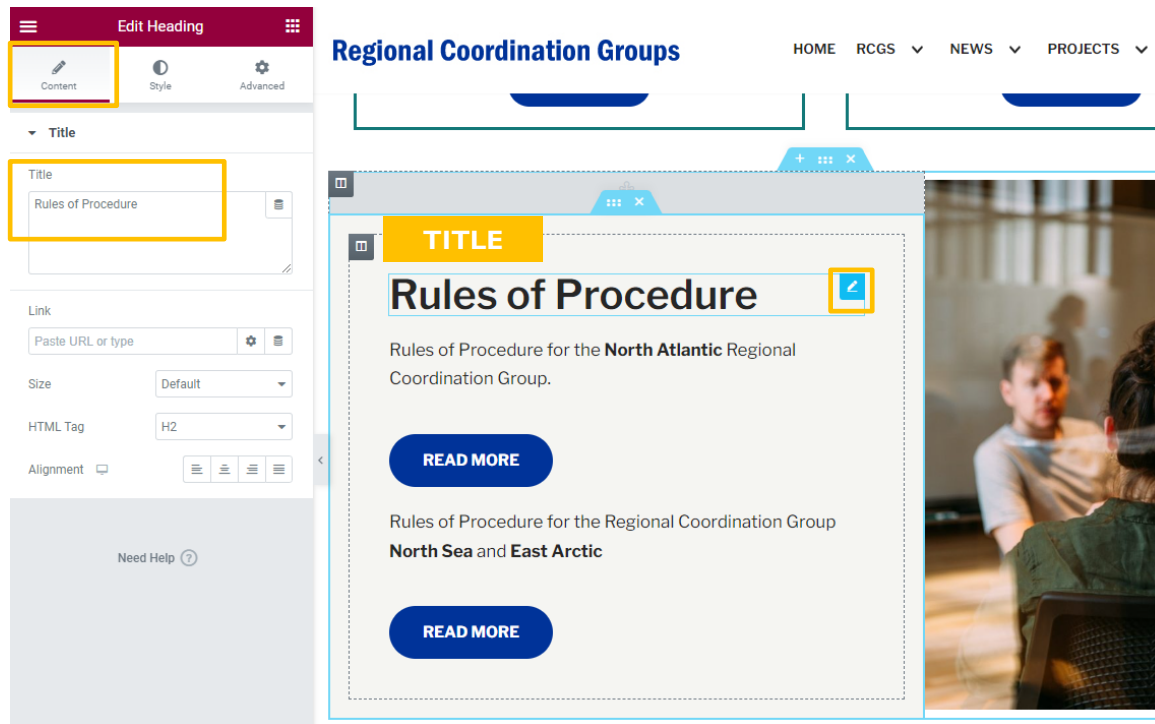 Edit Heading
Content
Style
Advanced
Title
Title
Rules of Procedure
Link
Paste URL or type
Size
Default
HTML Tag
H2
Alignment
Need Help ?
Regional Coordination Groups
HOME RCGS NEWS PROJECTS
TITLE
Rules of Procedure
Rules of Procedure for the North Atlantic Regional
Coordination Group.
READ MORE
Rules of Procedure for the Regional Coordination Group
North Sea and East Arctic
READ MORE